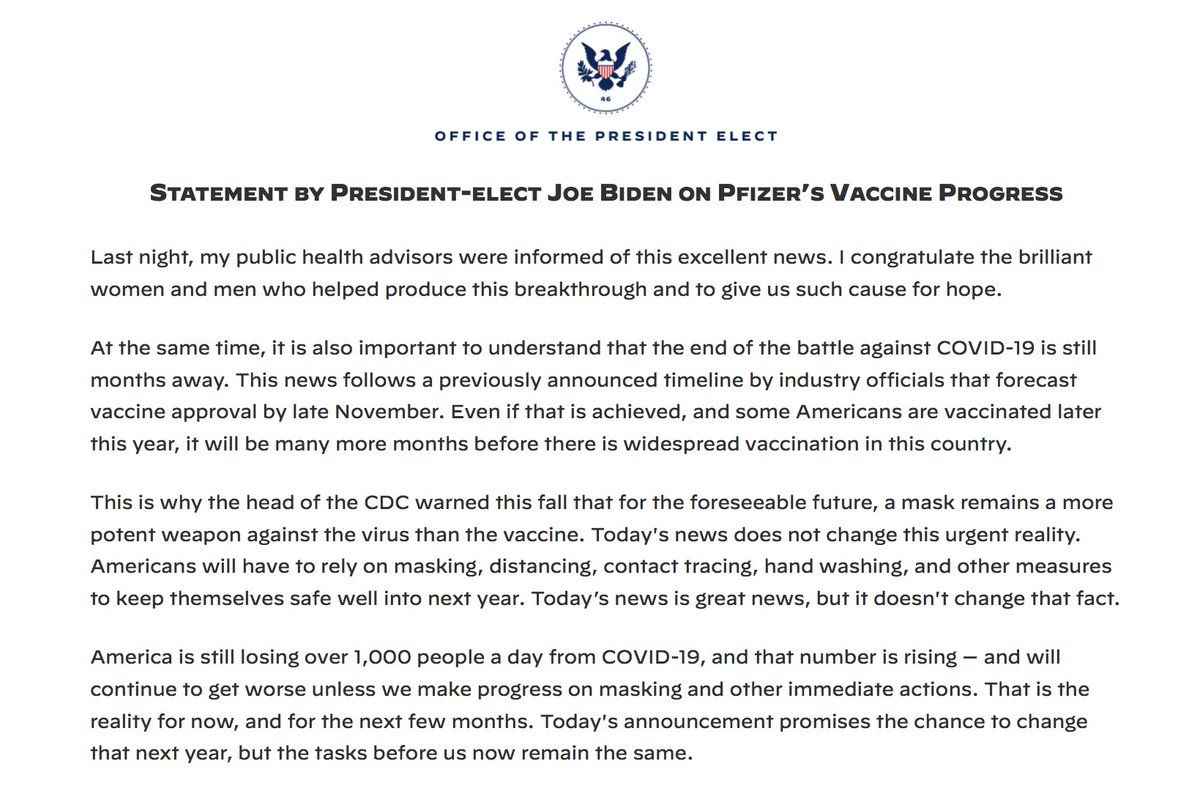 46
OFFICE OF THE PRESIDENT ELECT
STATEMENT BY PRESIDENT-ELECT JOE BIDEN ON PFIZER'S VACCINE PROGRESS
Last night, my public health advisors were informed of this excellent news. I congratulate the brilliant
women and men who helped produce this breakthrough and to give us such cause for hope.
At the same time, it is also important to understand that the end of the battle against COVID-19 is still
months away. This news follows a previously announced timeline by industry officials that forecast
vaccine approval by late November. Even if that is achieved, and some Americans are vaccinated later
this year, it will be many more months before there is widespread vaccination in this country.
This is why the head of the CDC warned this fall that for the foreseeable future, a mask remains a more
potent weapon against the virus than the vaccine. Today's news does not change this urgent reality.
Americans will have to rely on masking, distancing, contact tracing, hand washing, and other measures
to keep themselves safe well into next year. Today's news is great news, but it doesn't change that fact.
America is still losing over 1,000 people a day from COVID-19, and that number is rising — and will
continue to get worse unless we make progress on masking and other immediate actions. That is the
reality for now, and for the next few months. Today's announcement promises the chance to change
that next year, but the tasks before us now remain the same.